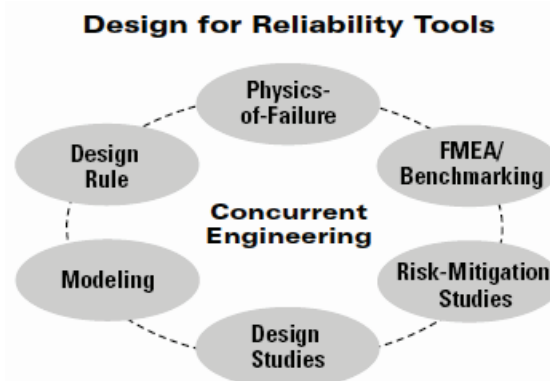 Design for Reliability Tools
Physics-
of-Failure
Design
Rule
FMEA/
Benchmarking
Concurrent
Engineering
Modeling
Risk-Mitigation
Studies
Design
Studies